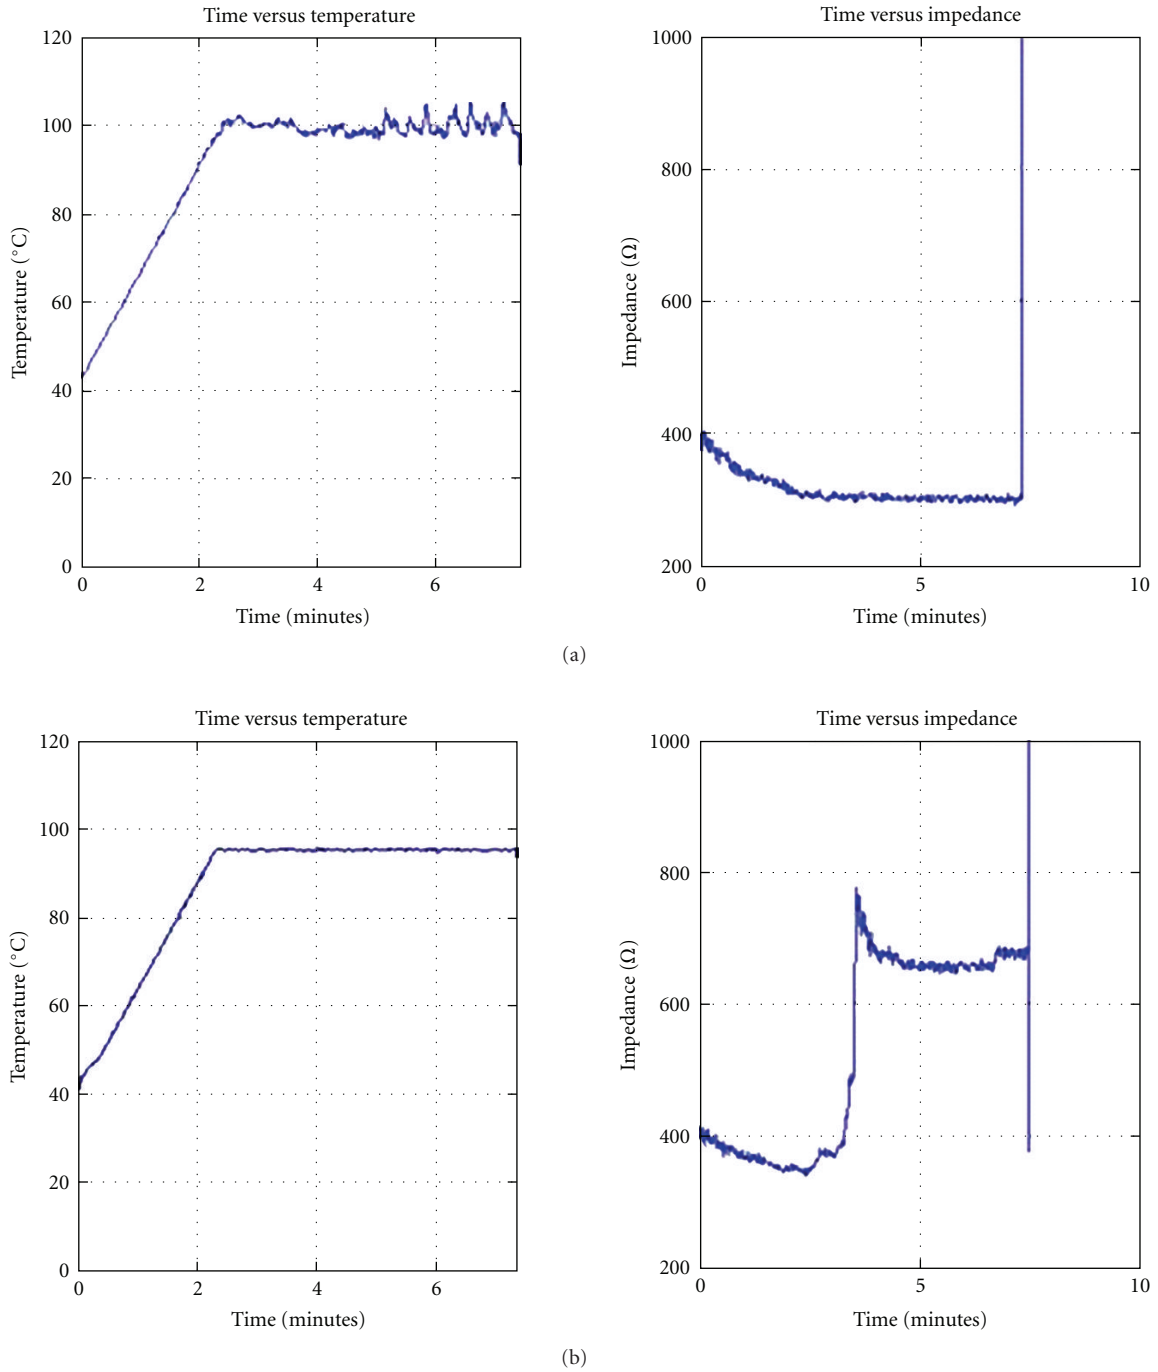 Time versus temperature
120
100
80
60
40
20
0
0 2 4 6
Temperature (°C)
Time (minutes)
Time versus impedance
1000
800
600
400
200
0 5 10
Impedance (Ω)
Time (minutes)
(a)
Time versus temperature
120
100
80
60
40
20
0
0 2 4 6
Temperature (°C)
Time (minutes)
Time versus impedance
1000
800
600
400
200
0 5 10
Impedance (Ω)
Time (minutes)
(b)